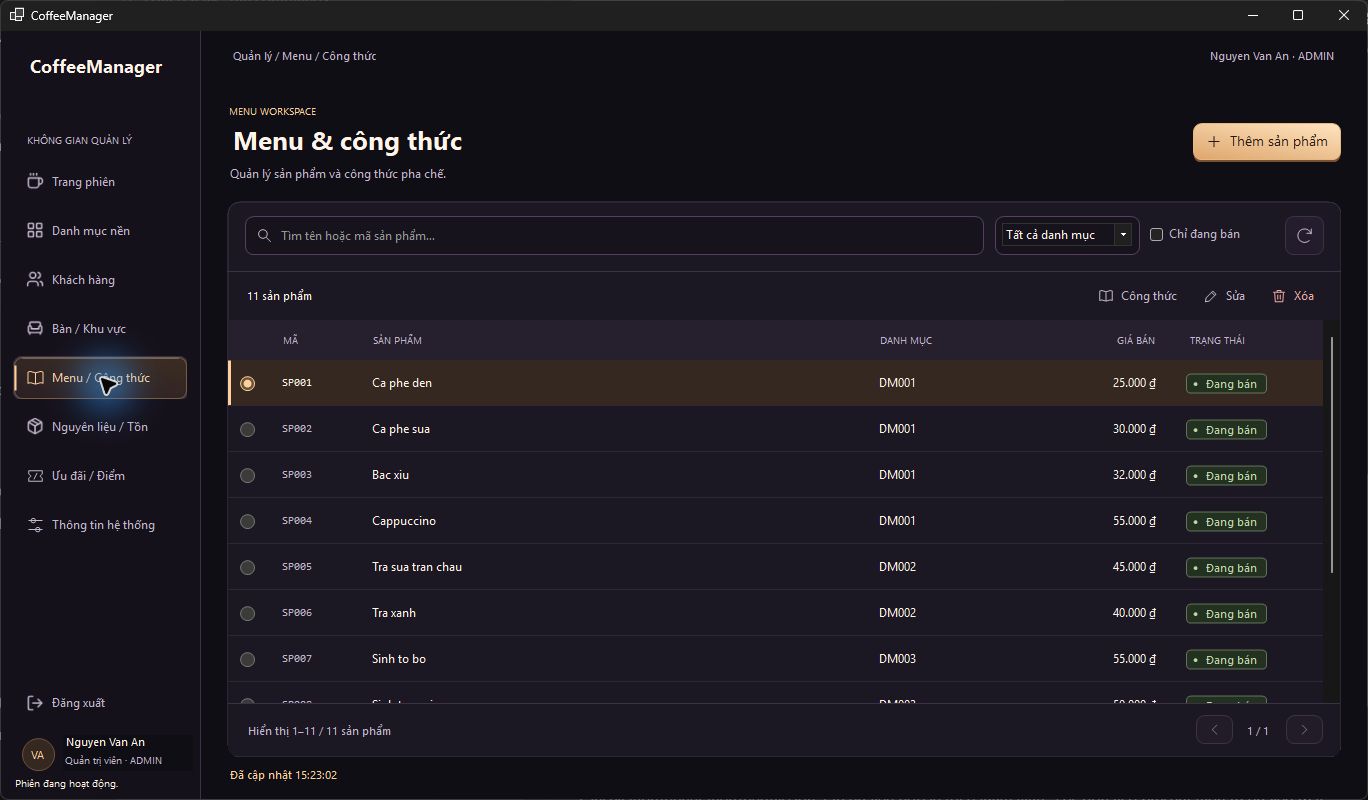 CoffeeManager
CoffeeManager
KHÔNG GIAN QUẢN LÝ
Trang phiên
Danh mục nền
Khách hàng
Bàn / Khu vực
Menu / Công thức
Nguyên liệu / Tồn
Ưu đãi / Điểm
Thông tin hệ thống
Đăng xuất
VA
Nguyen Van An
Quản trị viên · ADMIN
Phiên đang hoạt động.
Quản lý / Menu / Công thức
Nguyen Van An · ADMIN
MENU WORKSPACE
Menu & công thức
Quản lý sản phẩm và công thức pha chế.
+ Thêm sản phẩm
Tìm tên hoặc mã sản phẩm...
Tất cả danh mục
Chỉ đang bán
11 sản phẩm
Công thức
Sửa
Xóa
MÃ SẢN PHẨM DANH MỤC GIÁ BÁN TRẠNG THÁI
SP001 Ca phe den DM001 25.000 ₫ • Đang bán
SP002 Ca phe sua DM001 30.000 ₫ • Đang bán
SP003 Bac xiu DM001 32.000 ₫ • Đang bán
SP004 Cappuccino DM001 55.000 ₫ • Đang bán
SP005 Tra sua tran chau DM002 45.000 ₫ • Đang bán
SP006 Tra xanh DM002 40.000 ₫ • Đang bán
SP007 Sinh to bo DM003 55.000 ₫ • Đang bán
Hiển thị 1–11 / 11 sản phẩm
1 / 1
Đã cập nhật 15:23:02